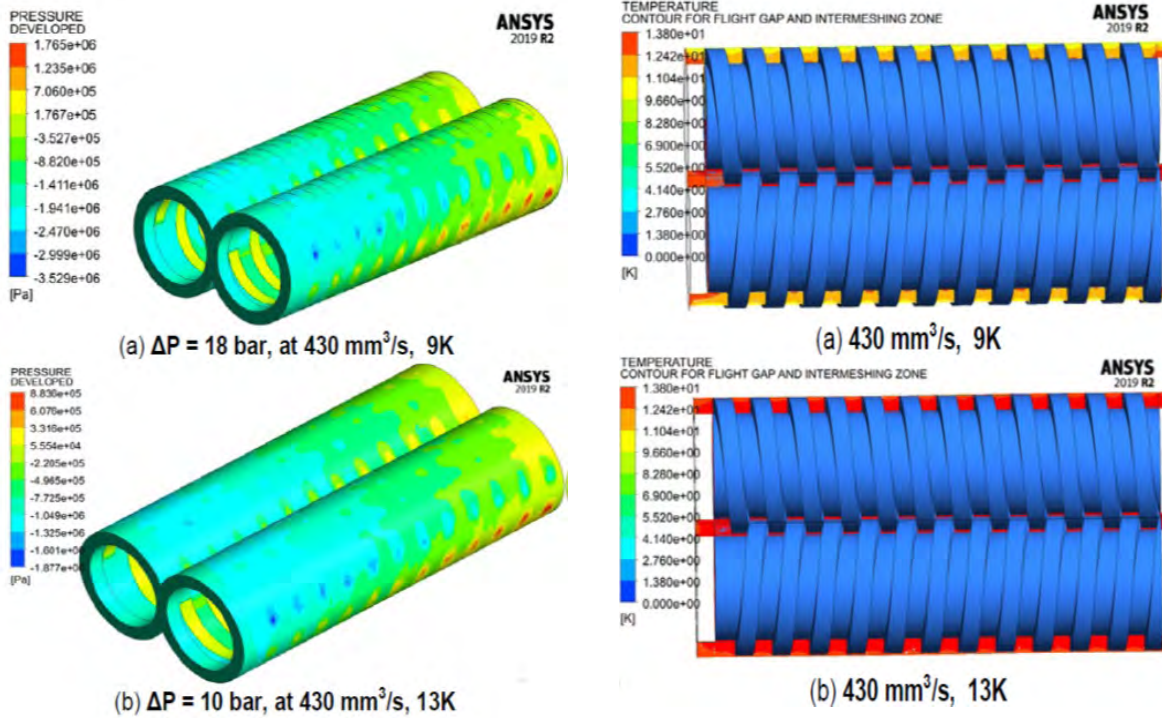 PRESSURE
DEVELOPED
1.765e+06
1.235e+06
7.060e+05
1.767e+05
-3.527e+05
-8.820e+05
-1.411e+06
-1.941e+06
-2.470e+06
-2.999e+06
-3.529e+06
[Pa]
ANSYS
2019 R2
(a) ΔP = 18 bar, at 430 mm³/s, 9K
TEMPERATURE
CONTOUR FOR FLIGHT GAP AND INTERMESHING ZONE
1.380e+01
1.242e+01
1.104e+01
9.660e+00
8.280e+00
6.900e+00
5.520e+00
4.140e+00
2.760e+00
1.380e+00
0.000e+00
[K]
ANSYS
2019 R2
(a) 430 mm³/s, 9K
PRESSURE
DEVELOPED
8.836e+05
6.076e+05
3.316e+05
5.554e+04
-2.205e+05
-4.965e+05
-7.725e+05
-1.049e+06
-1.325e+06
-1.601e+06
-1.877e+0
[Pa]
ANSYS
2019 R2
(b) ΔP = 10 bar, at 430 mm³/s, 13K
TEMPERATURE
CONTOUR FOR FLIGHT GAP AND INTERMESHING ZONE
1.380e+01
1.242e+01
1.104e+01
9.660e+00
8.280e+00
6.900e+00
5.520e+00
4.140e+00
2.760e+00
1.380e+00
0.000e+00
[K]
ANSYS
2019 R2
(b) 430 mm³/s, 13K